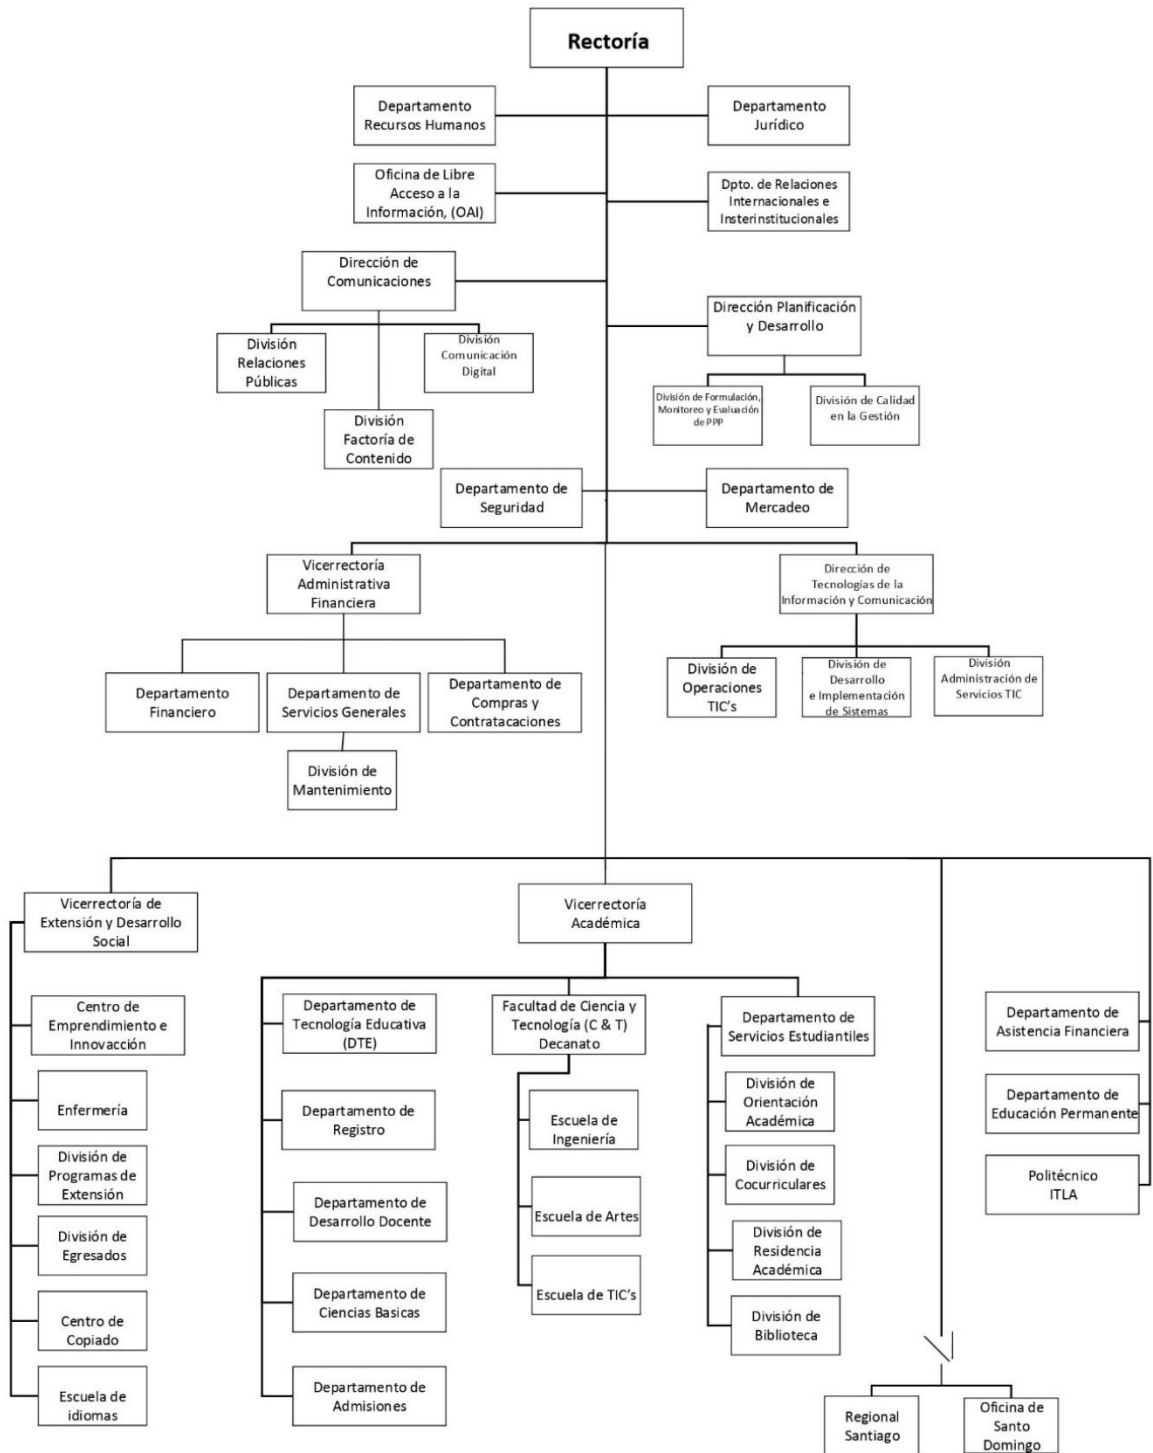 Rectoría
Departamento
Recursos Humanos
Departamento
Jurídico
Oficina de Libre
Acceso a la
Información, (OAI)
Dpto. de Relaciones
Internacionales e
Insterinstitucionales
Dirección de
Comunicaciones
Dirección Planificación
y Desarrollo
División
Relaciones
Públicas
División
Comunicación
Digital
División
Factoría de
Contenido
División de Formulación,
Monitoreo y Evaluación
de PPP
División de Calidad
en la Gestión
Departamento de
Seguridad
Departamento de
Mercadeo
Vicerrectoría
Administrativa
Financiera
Dirección de
Tecnologías de la
Información y Comunicación
Departamento
Financiero
Departamento de
Servicios Generales
Departamento de
Compras y
Contratacaciones
División de
Operaciones
TIC's
División de
Desarrollo
e Implementación
de Sistemas
División
Administración de
Servicios TIC
División de
Mantenimiento
Vicerrectoría de
Extensión y Desarrollo
Social
Vicerrectoría
Académica
Centro de
Emprendimiento e
Innovacción
Enfermería
División de
Programas de
Extensión
División de
Egresados
Centro de
Copiado
Escuela de
idiomas
Departamento de
Tecnología Educativa
(DTE)
Departamento de
Registro
Departamento de
Desarrollo Docente
Departamento de
Ciencias Basicas
Departamento de
Admisiones
Facultad de Ciencia y
Tecnología (C & T)
Decanato
Escuela de
Ingeniería
Escuela de Artes
Escuela de TIC's
Departamento de
Servicios Estudiantiles
División de
Orientación
Académica
División de
Cocurriculares
División de
Residencia
Académica
División de
Biblioteca
Departamento de
Asistencia Financiera
Departamento de
Educación Permanente
Politécnico
ITLA
Regional
Santiago
Oficina de
Santo
Domingo